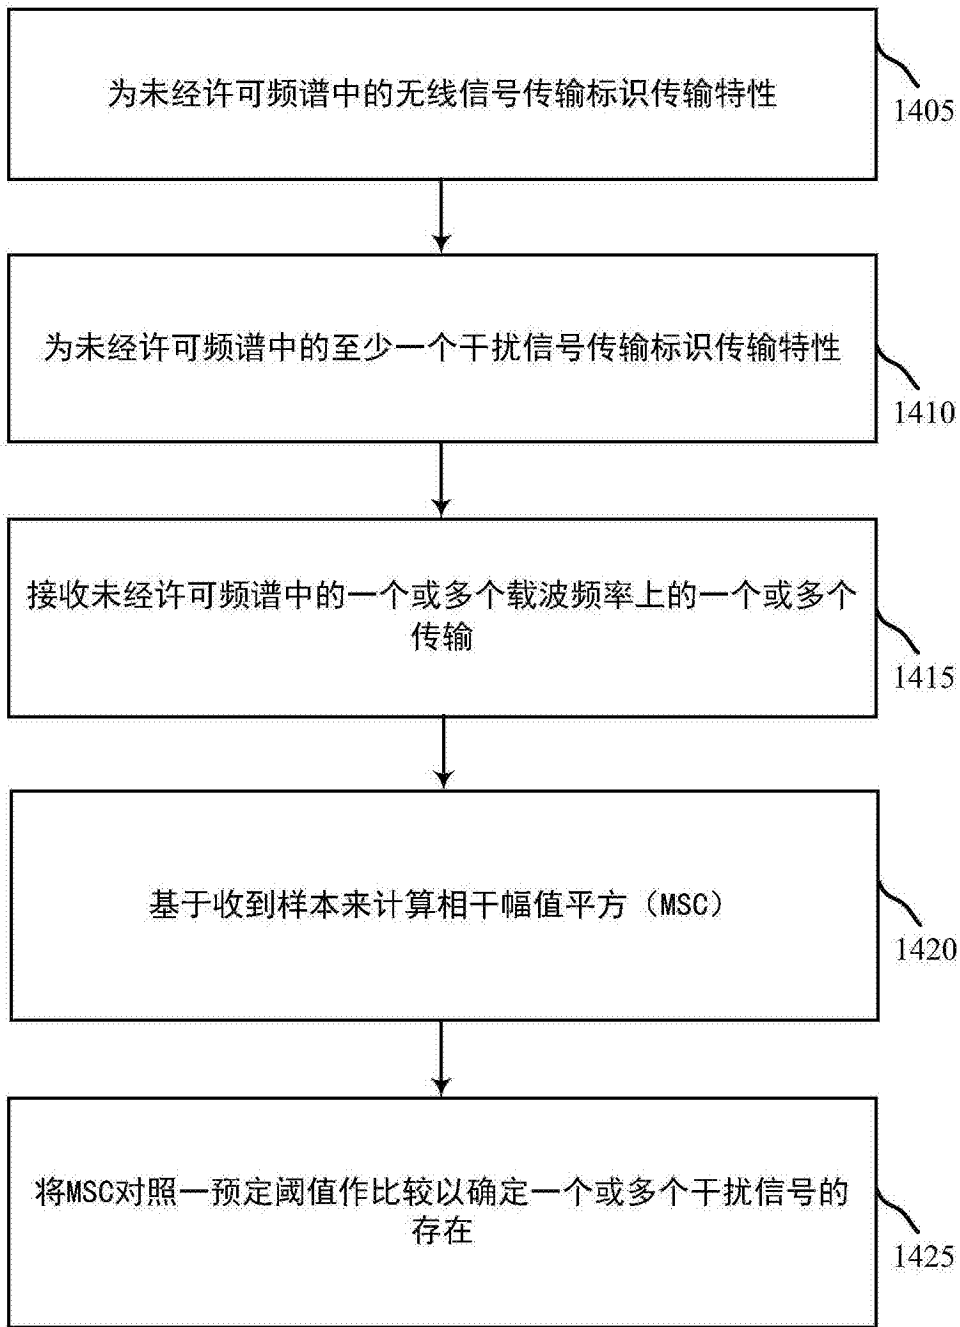 为未经许可频谱中的无线信号传输标识传输特性
1405
为未经许可频谱中的至少一个干扰信号传输标识传输特性
1410
接收未经许可频谱中的一个或多个载波频率上的一个或多个
传输
1415
基于收到样本来计算相干幅值平方（MSC）
1420
将MSC对照一预定阈值作比较以确定一个或多个干扰信号的
存在
1425